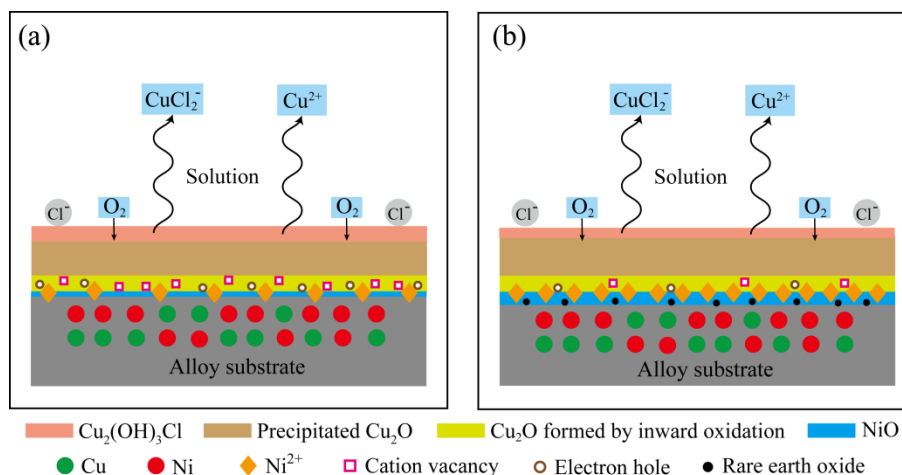 (a)
CuCl₂⁻
Cu²⁺
Solution
Cl⁻
O₂
O₂
Cl⁻
Alloy substrate
(b)
CuCl₂⁻
Cu²⁺
Solution
Cl⁻
O₂
O₂
Cl⁻
Alloy substrate
Cu₂(OH)₃Cl
Precipitated Cu₂O
Cu₂O formed by inward oxidation
NiO
Cu
Ni
Ni²⁺
Cation vacancy
Electron hole
Rare earth oxide